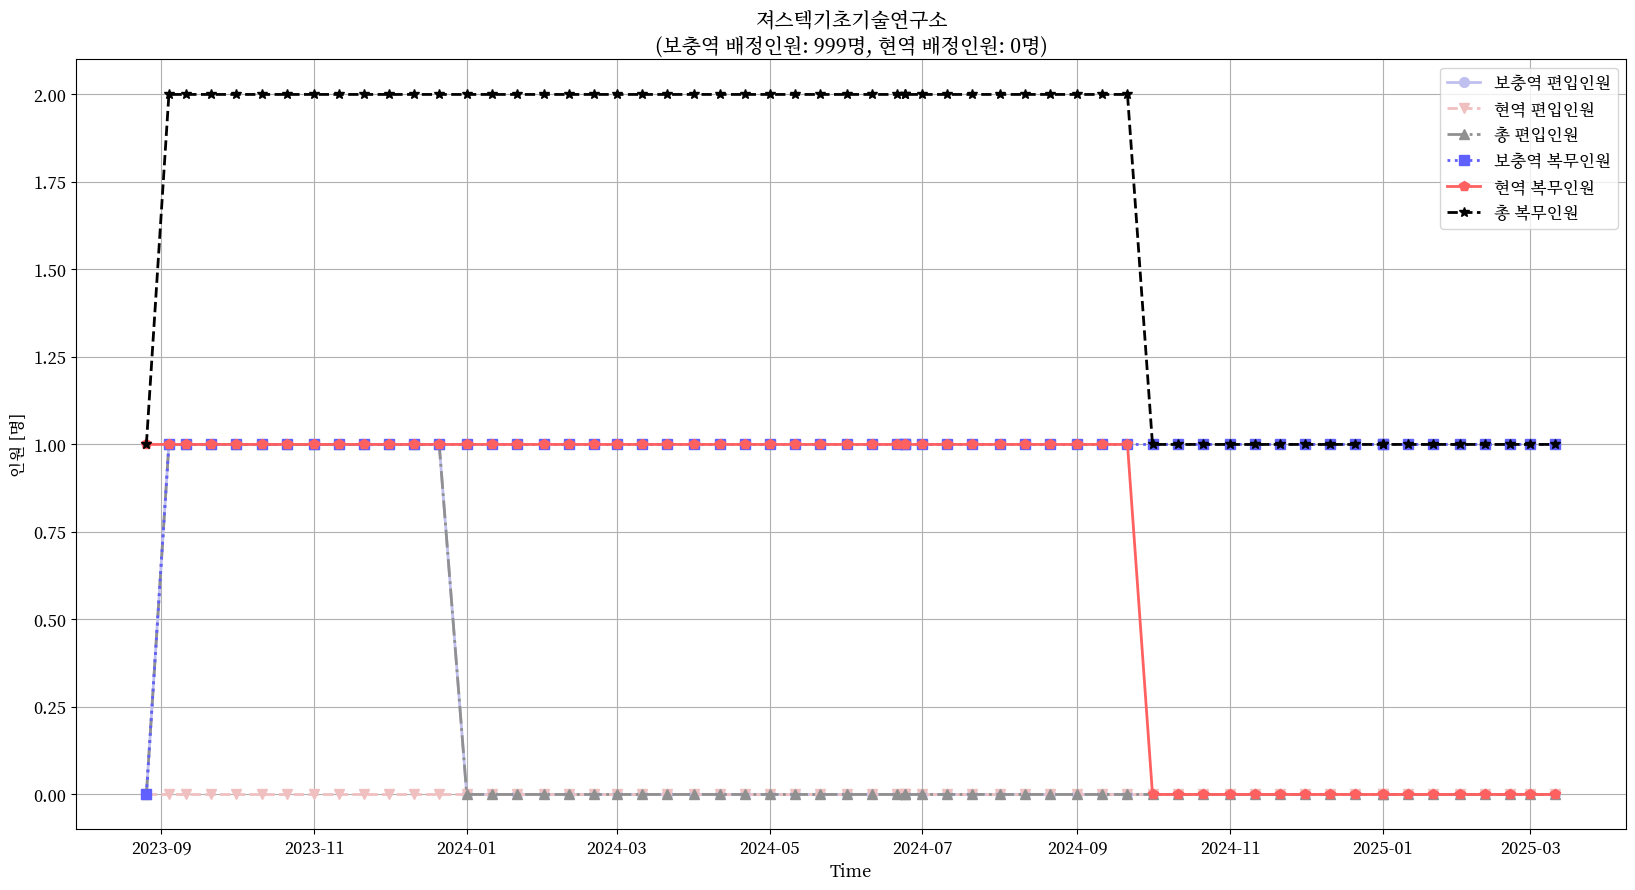 져스텍기초기술연구소
(보충역 배정인원: 999명, 현역 배정인원: 0명)
보충역 편입인원
현역 편입인원
총 편입인원
보충역 복무인원
현역 복무인원
총 복무인원
인원 [명]
2.00
1.75
1.50
1.25
1.00
0.75
0.50
0.25
0.00
2023-09
2023-11
2024-01
2024-03
2024-05
2024-07
2024-09
2024-11
2025-01
2025-03
Time